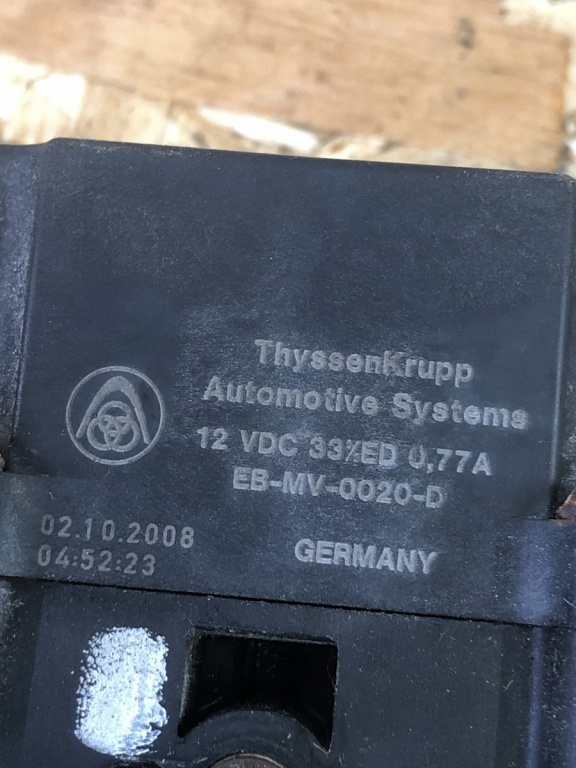 ThyssenKrupp
Automotive Systems
12 VDC 33%ED 0,77A
EB-MV-0020-D
02.10.2008
04:52:23
GERMANY